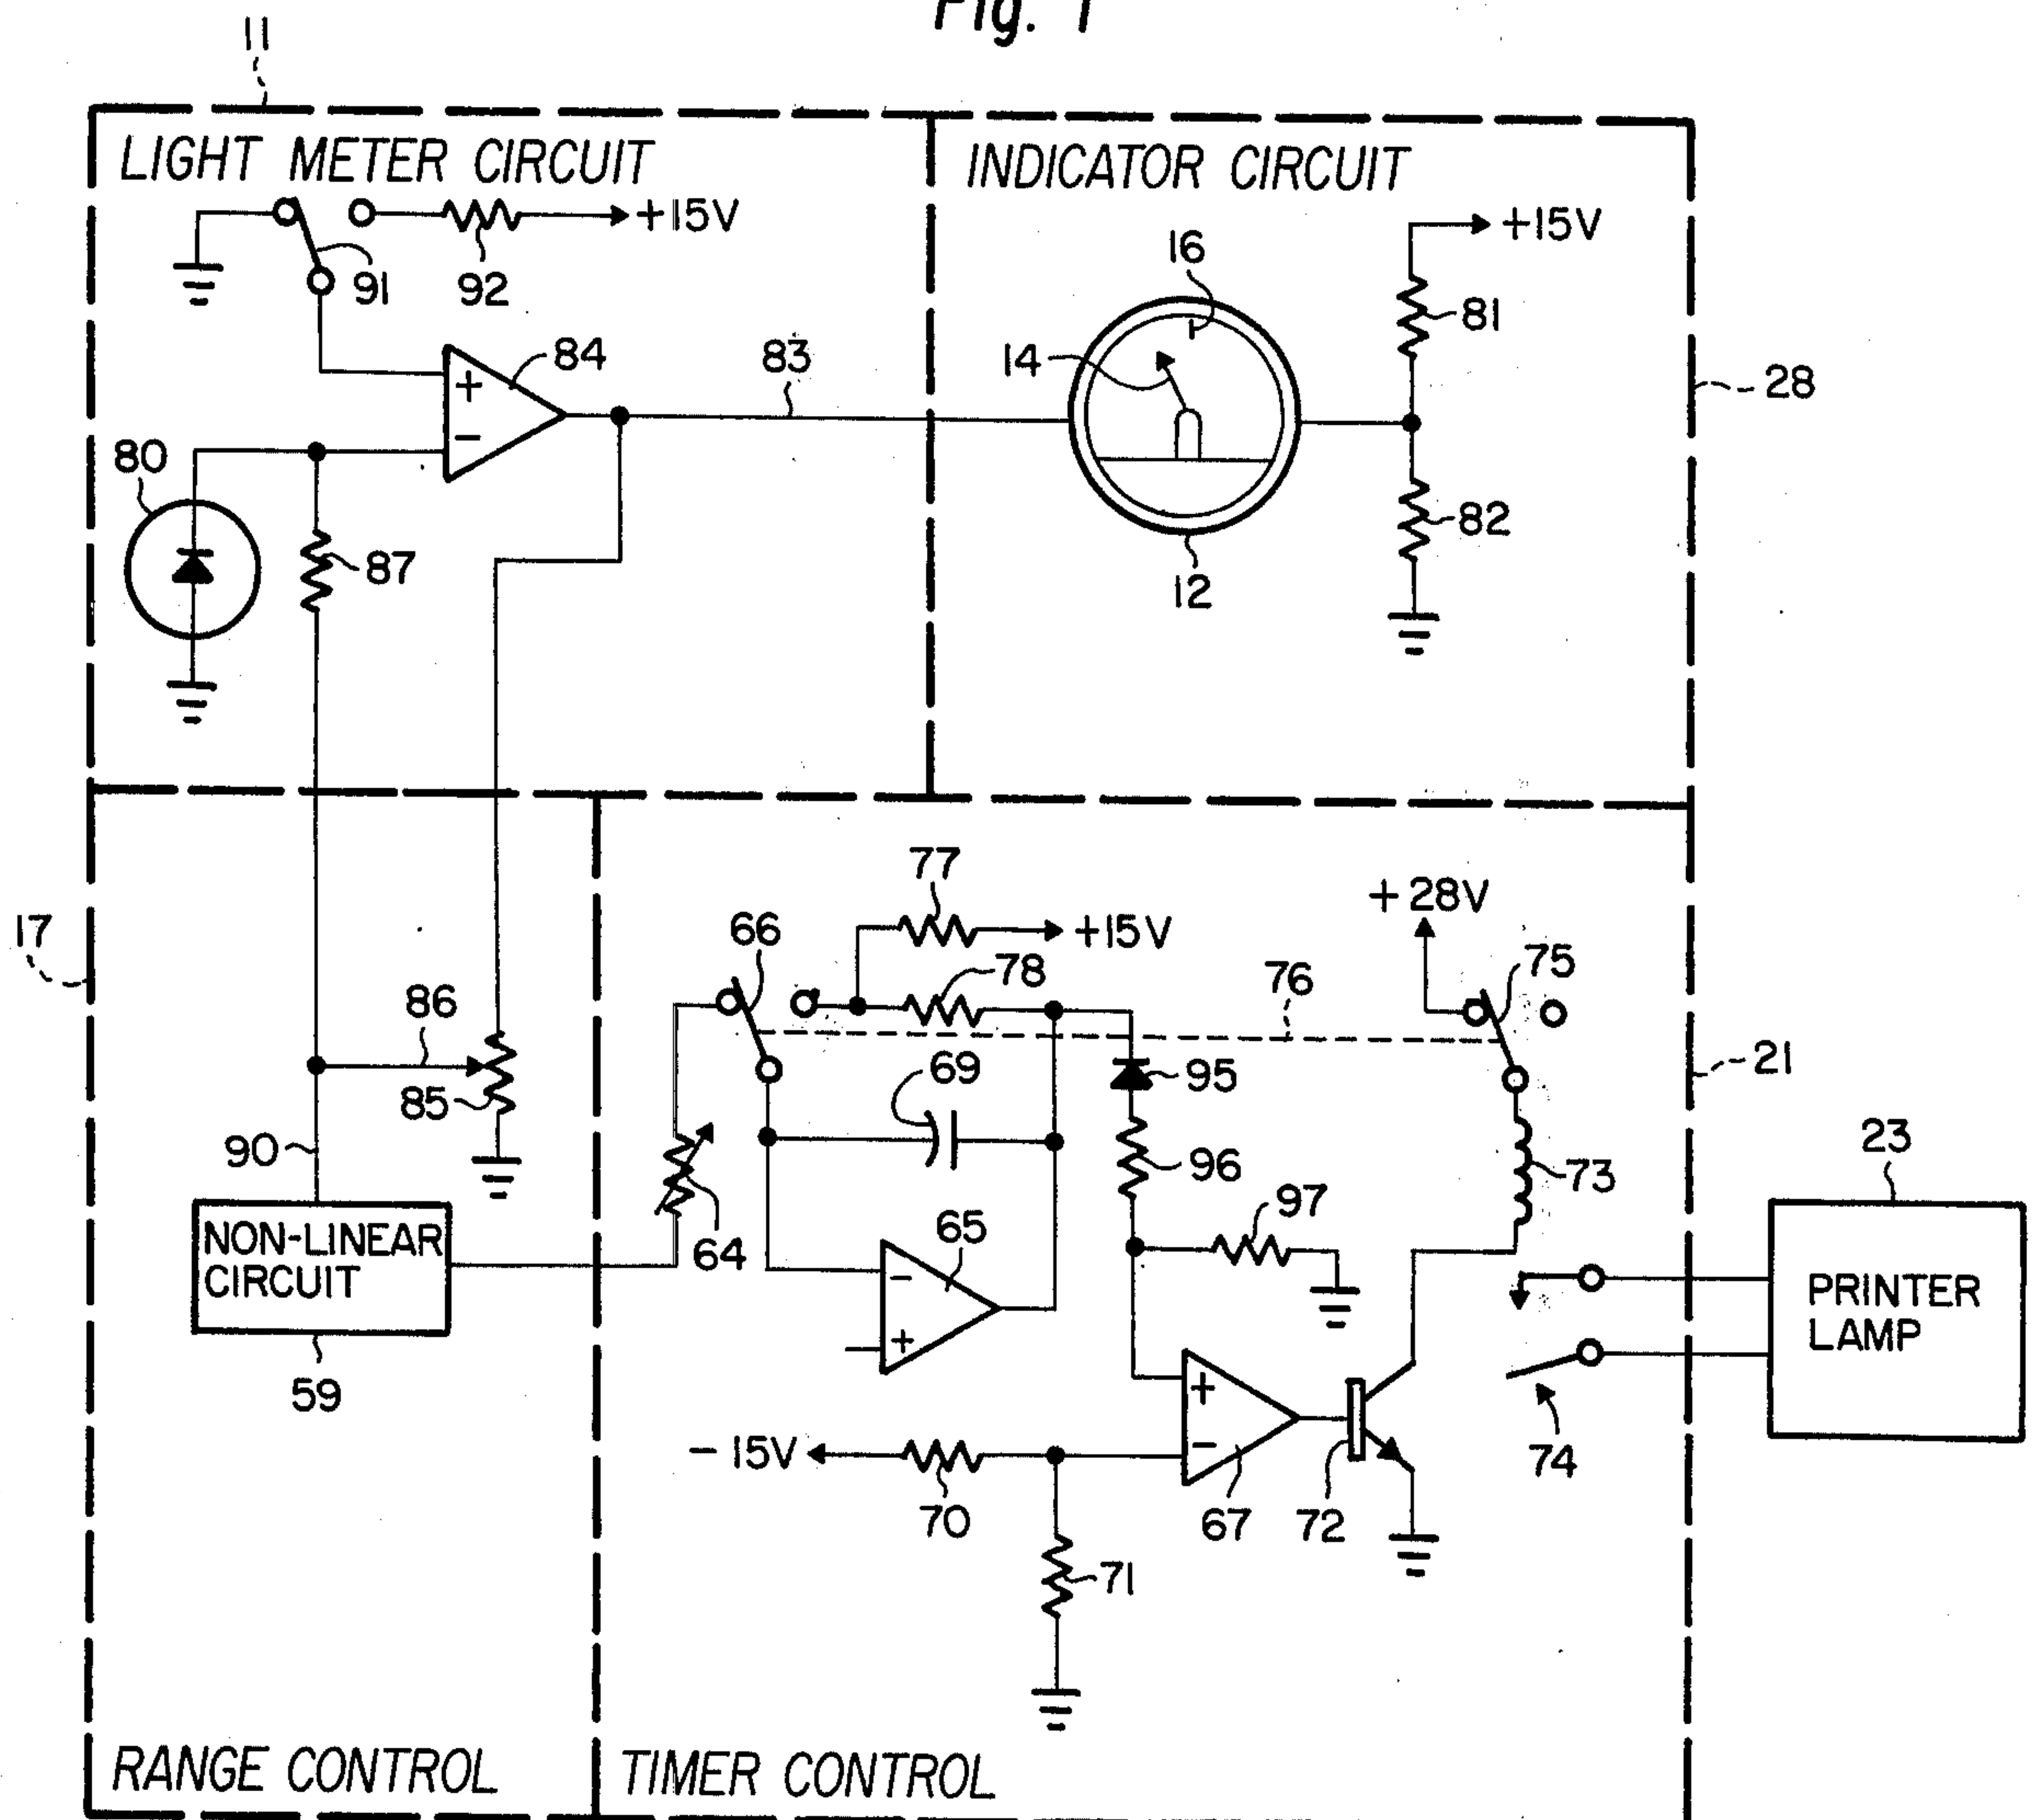 Fig. 1
11
LIGHT METER CIRCUIT
INDICATOR CIRCUIT
+15V
91
92
+15V
16
81
84
83
14
28
80
87
82
12
77
+15V
+28V
17
66
78
76
75
86
69
95
21
85
90
96
73
23
97
NON-LINEAR
CIRCUIT
64
65
PRINTER
LAMP
59
-15V
74
70
67
72
71
RANGE CONTROL
TIMER CONTROL